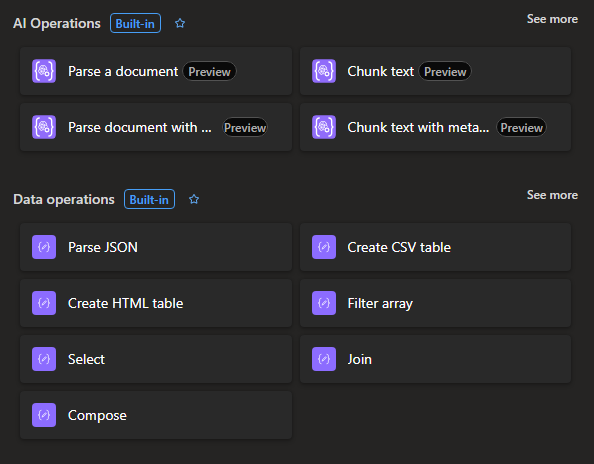 AI Operations Built-in See more
Parse a document Preview
Chunk text Preview
Parse document with ... Preview
Chunk text with meta... Preview
Data operations Built-in See more
Parse JSON
Create CSV table
Create HTML table
Filter array
Select
Join
Compose